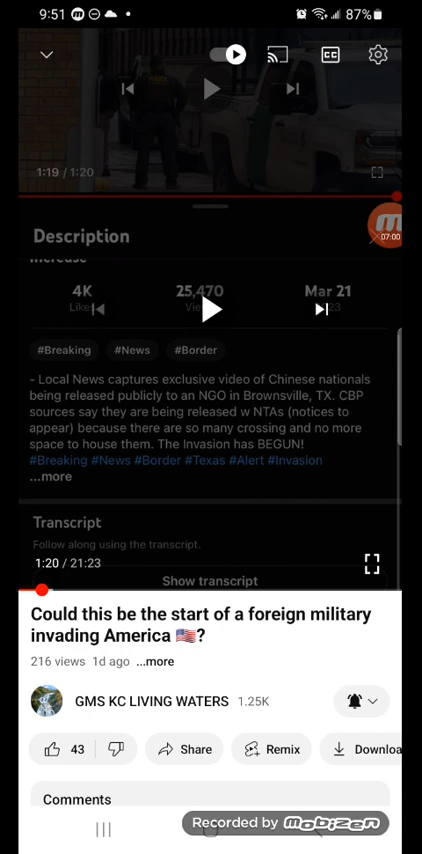 9:51
87%
CC
1:19 / 1:20
07:00
Description
increase
4K
25,470
Mar 21
Likes
#Breaking
#News
#Border
- Local News captures exclusive video of Chinese nationals
being released publicly to an NGO in Brownsville, TX. CBP
sources say they are being released w NTAs (notices to
appear) because there are so many crossing and no more
space to house them. The Invasion has BEGUN!
#Breaking #News #Border #Texas #Alert #Invasion
...more
Transcript
Follow along using the transcript.
1:20 / 21:23
Show transcript
Could this be the start of a foreign military
invading America 🇺🇸?
216 views 1d ago ...more
GMS KC LIVING WATERS 1.25K
43
Share
Remix
Downloa
Comments
Recorded by mobizen